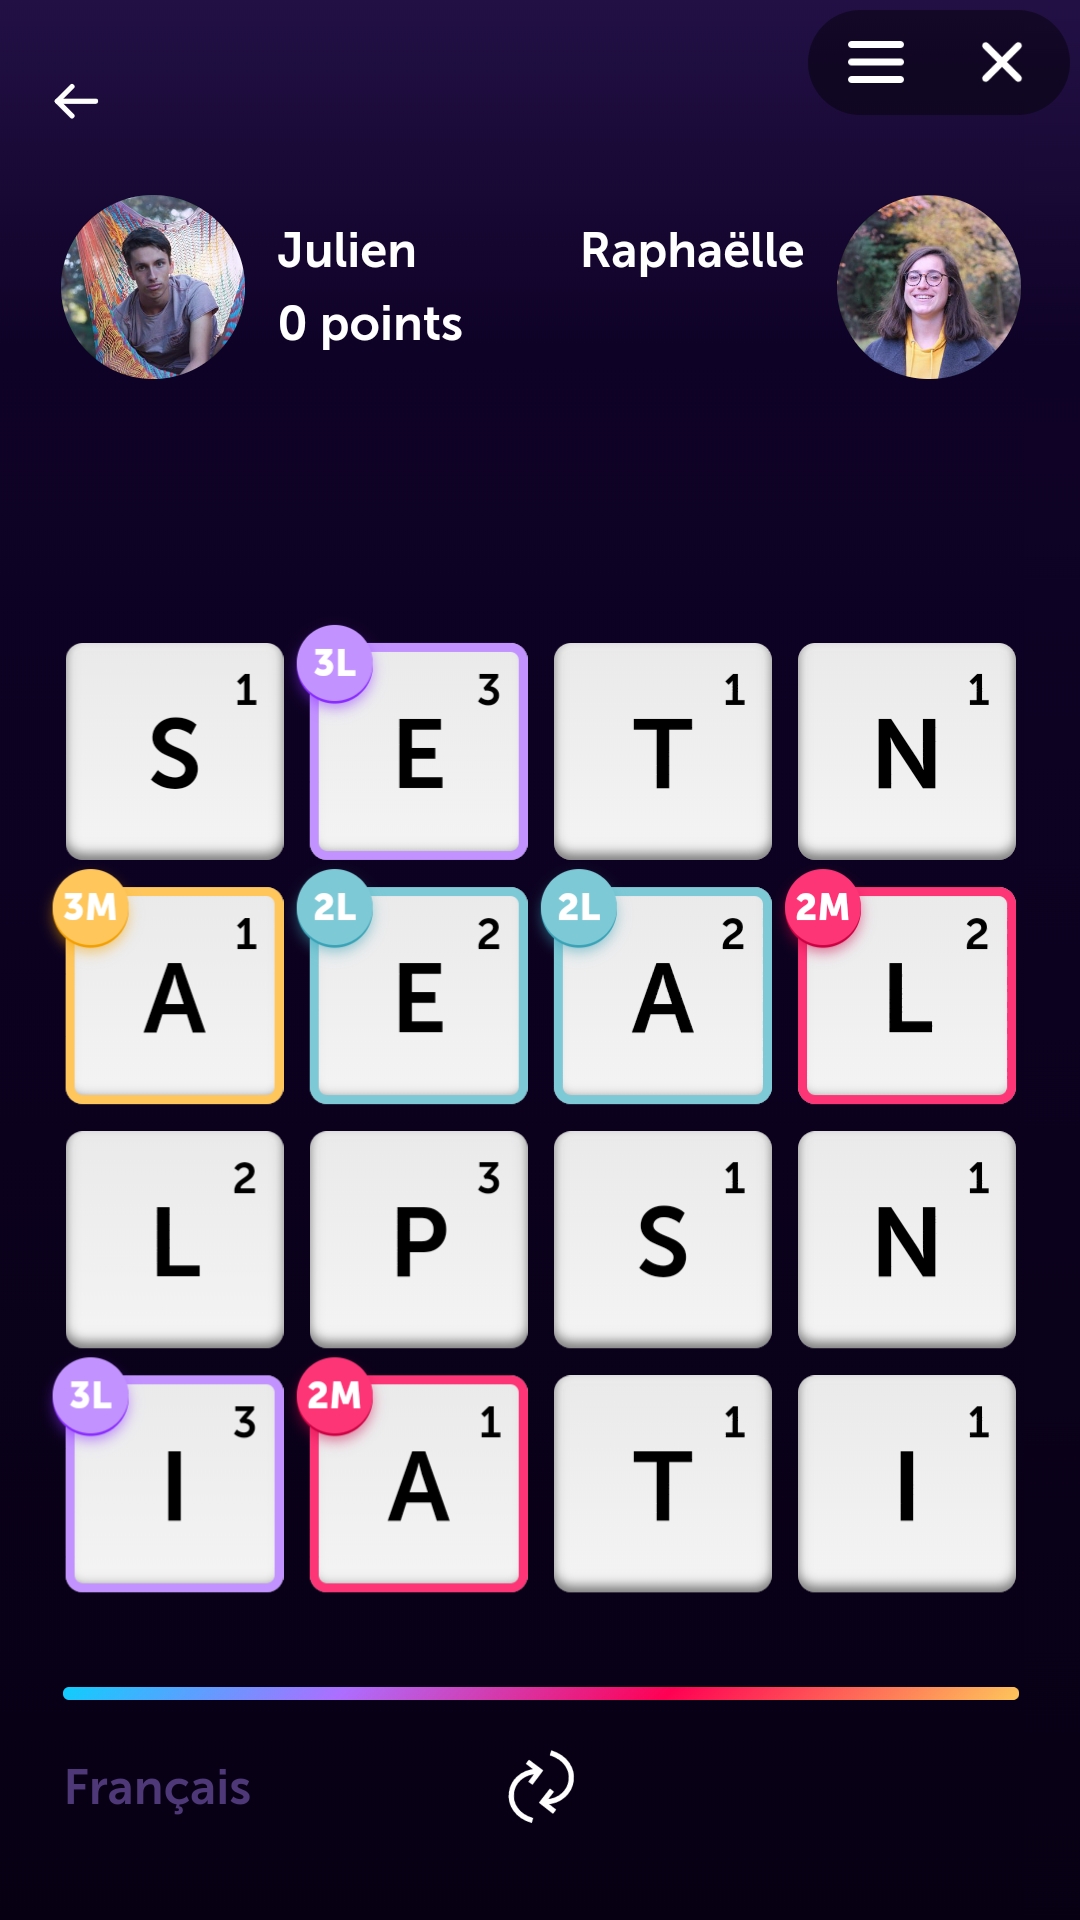 Julien
0 points
Raphaëlle
S 1
3L E 3
T 1
N 1
3M A 1
2L E 2
2L A 2
2M L 2
L 2
P 3
S 1
N 1
3L I 3
2M A 1
T 1
I 1
Français